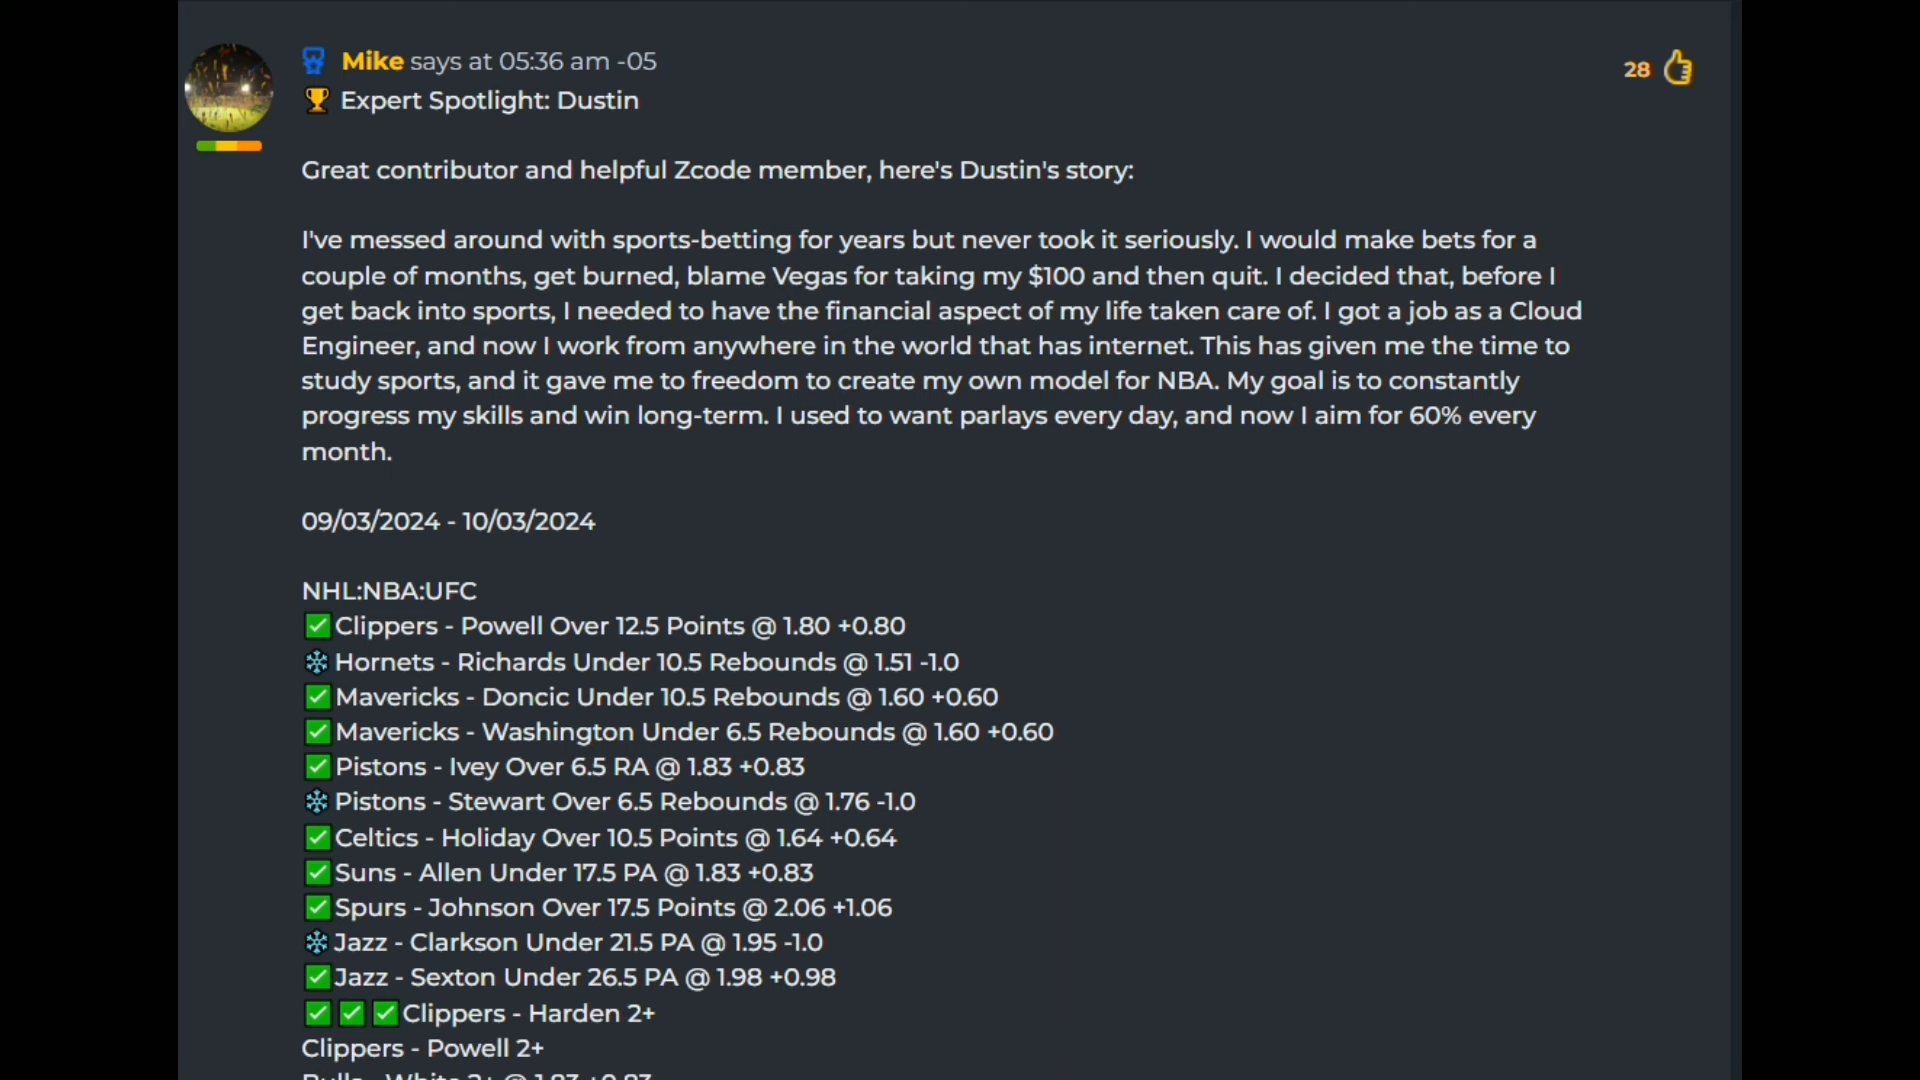 Mike says at 05:36 am -05
28
Expert Spotlight: Dustin
Great contributor and helpful Zcode member, here's Dustin's story:
I've messed around with sports-betting for years but never took it seriously. I would make bets for a
couple of months, get burned, blame Vegas for taking my $100 and then quit. I decided that, before I
get back into sports, I needed to have the financial aspect of my life taken care of. I got a job as a Cloud
Engineer, and now I work from anywhere in the world that has internet. This has given me the time to
study sports, and it gave me to freedom to create my own model for NBA. My goal is to constantly
progress my skills and win long-term. I used to want parlays every day, and now I aim for 60% every
month.
09/03/2024 - 10/03/2024
NHL:NBA:UFC
✅Clippers - Powell Over 12.5 Points @ 1.80 +0.80
❄Hornets - Richards Under 10.5 Rebounds @ 1.51 -1.0
✅Mavericks - Doncic Under 10.5 Rebounds @ 1.60 +0.60
✅Mavericks - Washington Under 6.5 Rebounds @ 1.60 +0.60
✅Pistons - Ivey Over 6.5 RA @ 1.83 +0.83
❄Pistons - Stewart Over 6.5 Rebounds @ 1.76 -1.0
✅Celtics - Holiday Over 10.5 Points @ 1.64 +0.64
✅Suns - Allen Under 17.5 PA @ 1.83 +0.83
✅Spurs - Johnson Over 17.5 Points @ 2.06 +1.06
❄Jazz - Clarkson Under 21.5 PA @ 1.95 -1.0
✅Jazz - Sexton Under 26.5 PA @ 1.98 +0.98
✅✅✅Clippers - Harden 2+
Clippers - Powell 2+
Bulls - White 2+ @ 1.83 +0.83